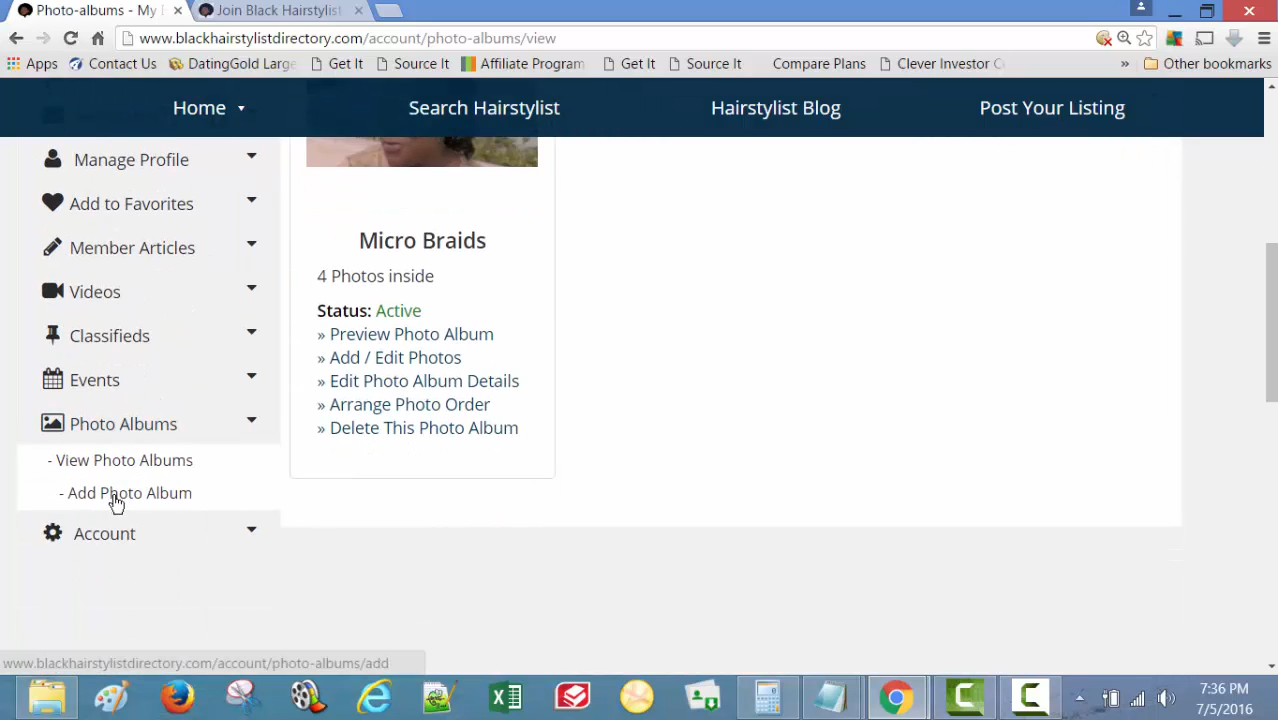 Photo-albums - My
Join Black Hairstylist
www.blackhairstylistdirectory.com/account/photo-albums/view
Apps
Contact Us
DatingGold Large
Get It
Source It
Affiliate Program
Get It
Source It
Compare Plans
Clever Investor
»
Other bookmarks
Home
Search Hairstylist
Hairstylist Blog
Post Your Listing
Manage Profile
Add to Favorites
Member Articles
Videos
Classifieds
Events
Photo Albums
- View Photo Albums
- Add Photo Album
Account
Micro Braids
4 Photos inside
Status: Active
» Preview Photo Album
» Add / Edit Photos
» Edit Photo Album Details
» Arrange Photo Order
» Delete This Photo Album
www.blackhairstylistdirectory.com/account/photo-albums/add
7:36 PM
7/5/2016